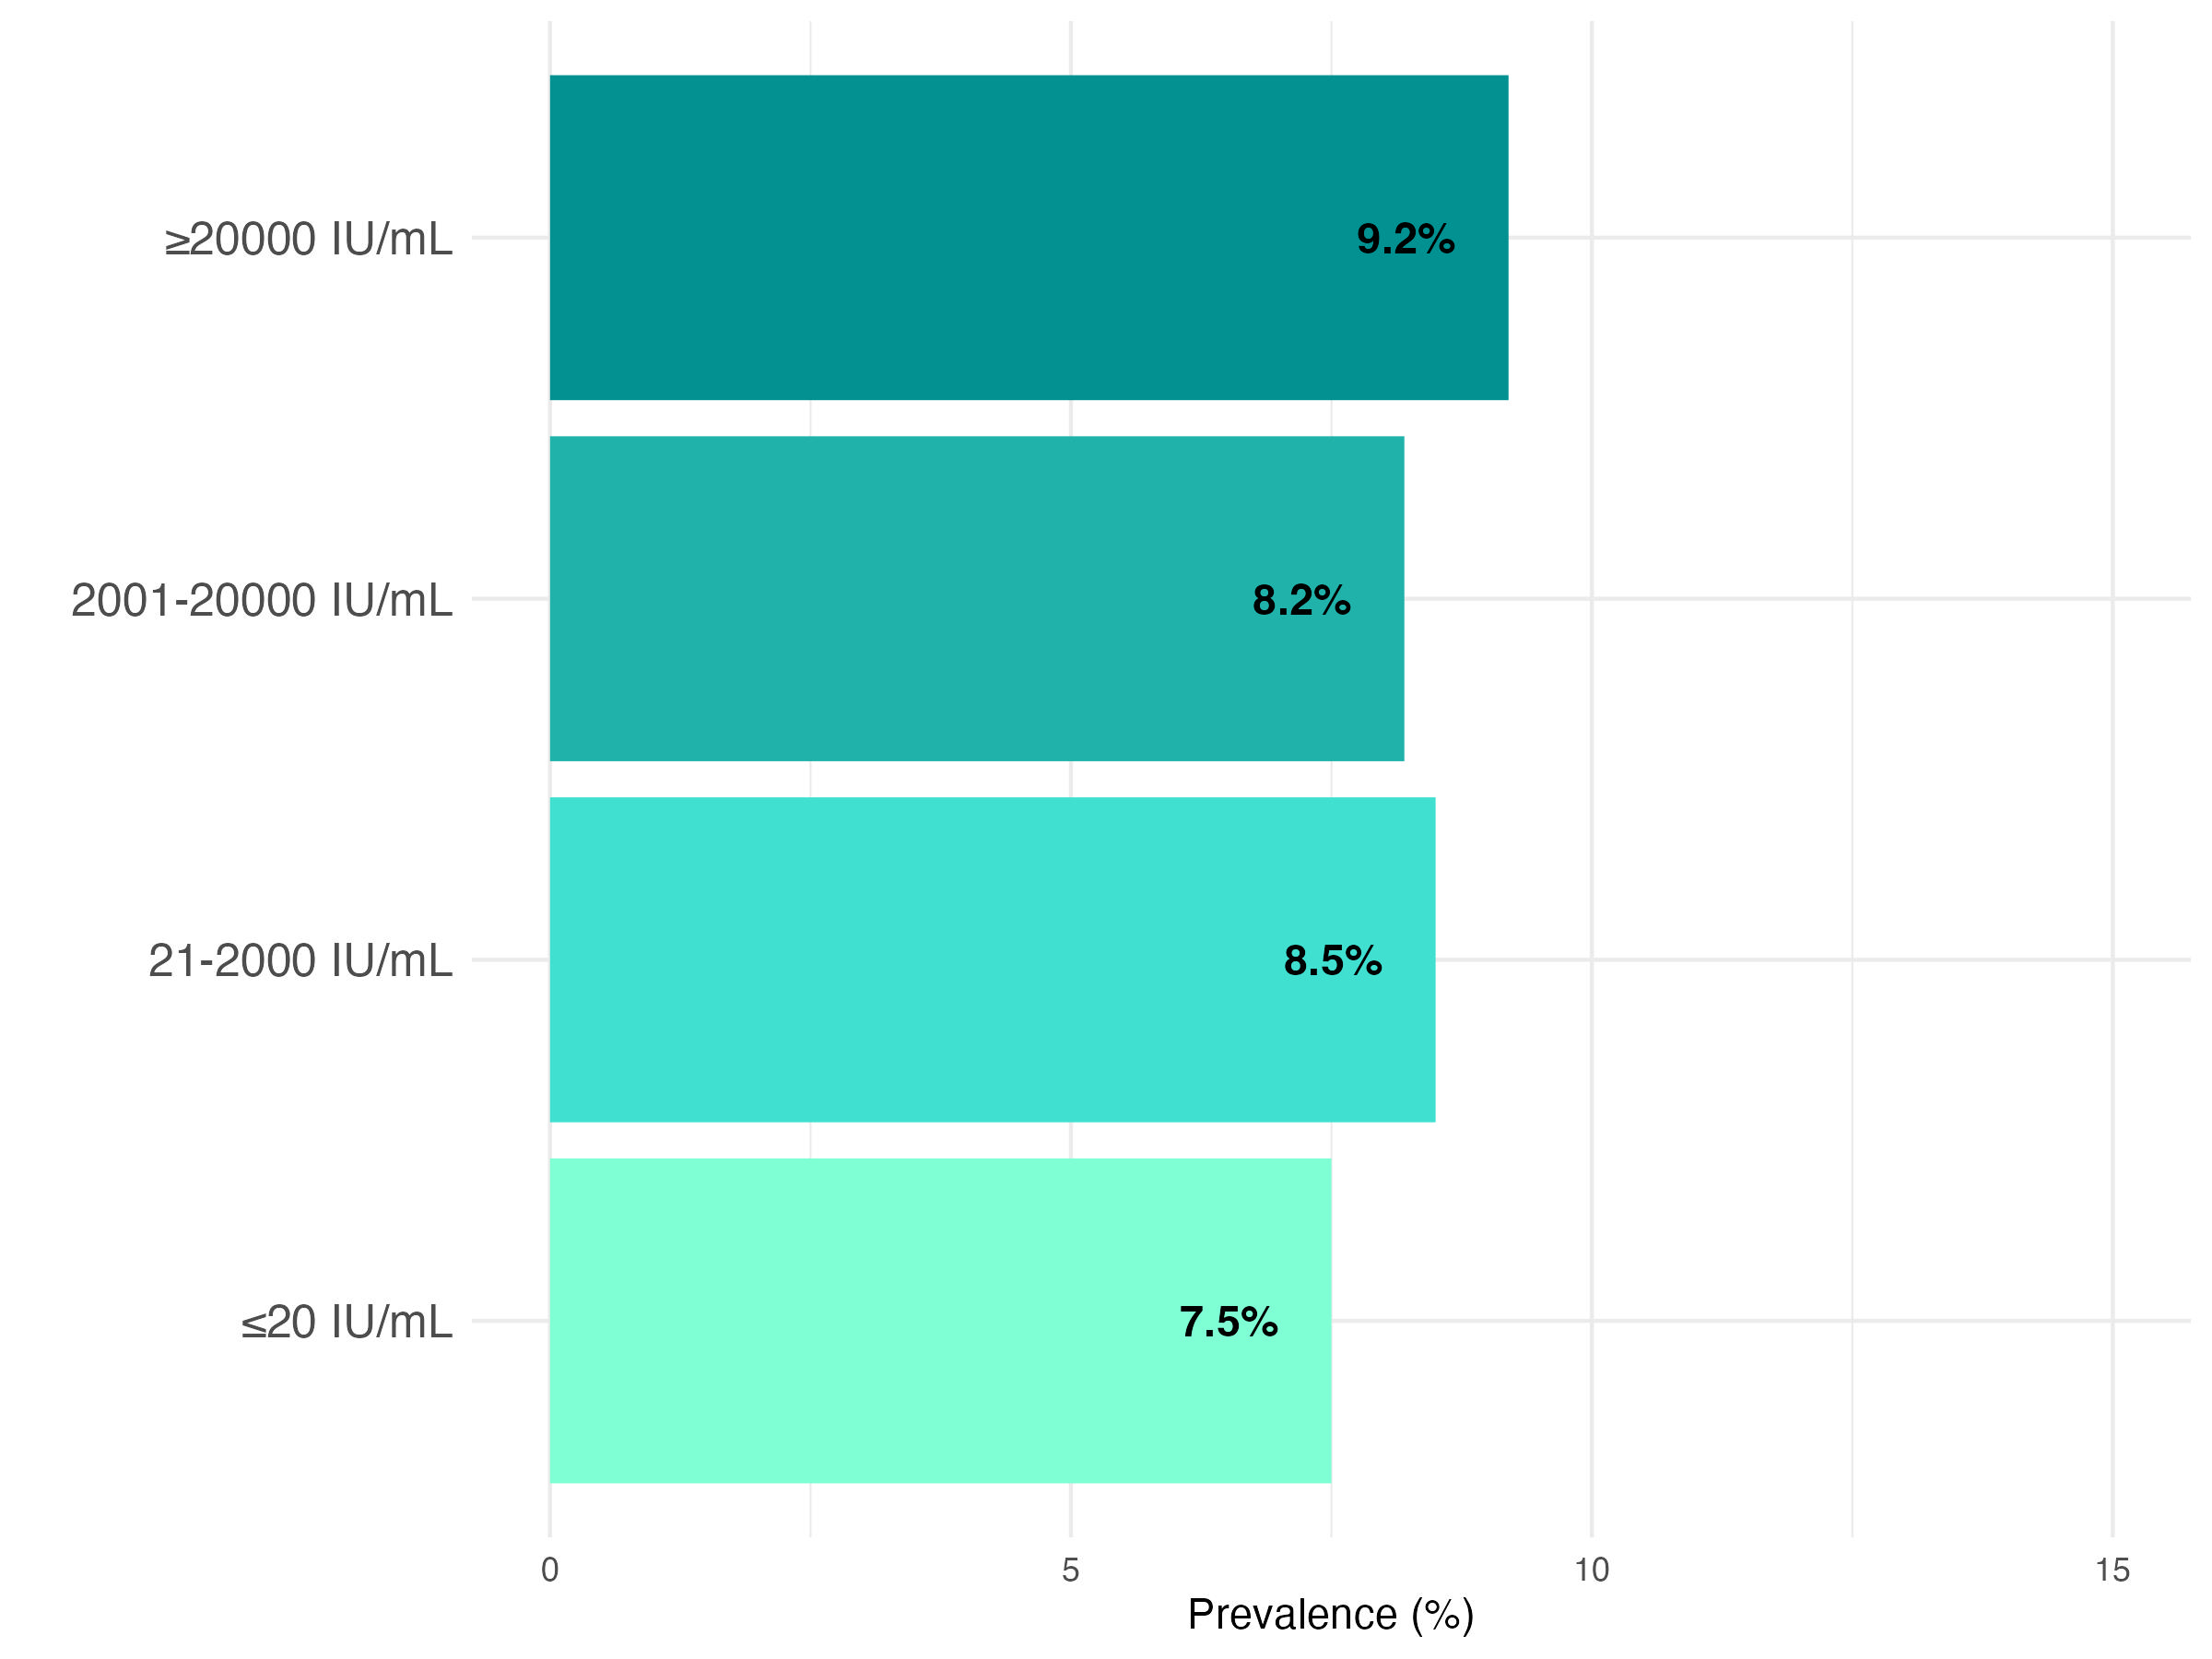 ≥20000 IU/mL 9.2%
2001-20000 IU/mL 8.2%
21-2000 IU/mL 8.5%
≤20 IU/mL 7.5%
0 5 10 15
Prevalence (%)